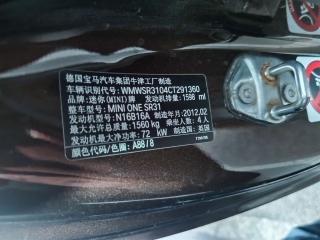 德国宝马汽车集团牛津工厂制造
车辆识别代号: WMWSR3104CT291360
品牌: 迷你(MINI)牌 发动机排量: 1598 ml
整车型号: MINI ONE SR31
发动机型号: N16B16A 制造年月: 2012.02
最大允许总质量: 1560 kg 乘坐人数: 4 人
发动机最大净功率: 72 kW 制造国: 英国
颜色代码/色圈: A88/8